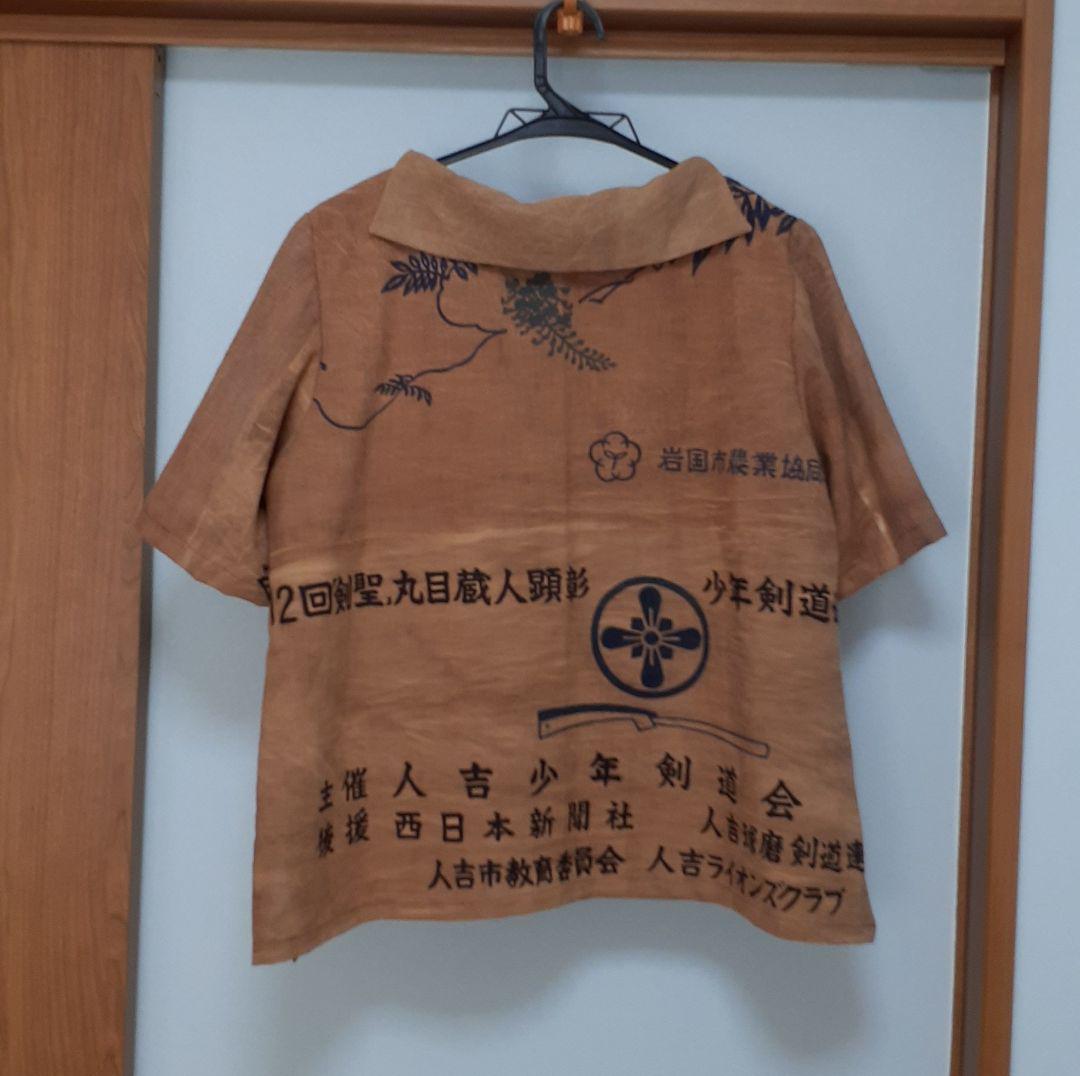 岩国市農業協同
12回剣聖,丸目蔵人顕彰 少年剣道
主催 人吉少年剣道会
後援 西日本新聞社 人吉球磨剣道連
人吉市教育委員会 人吉ライオンズクラブ